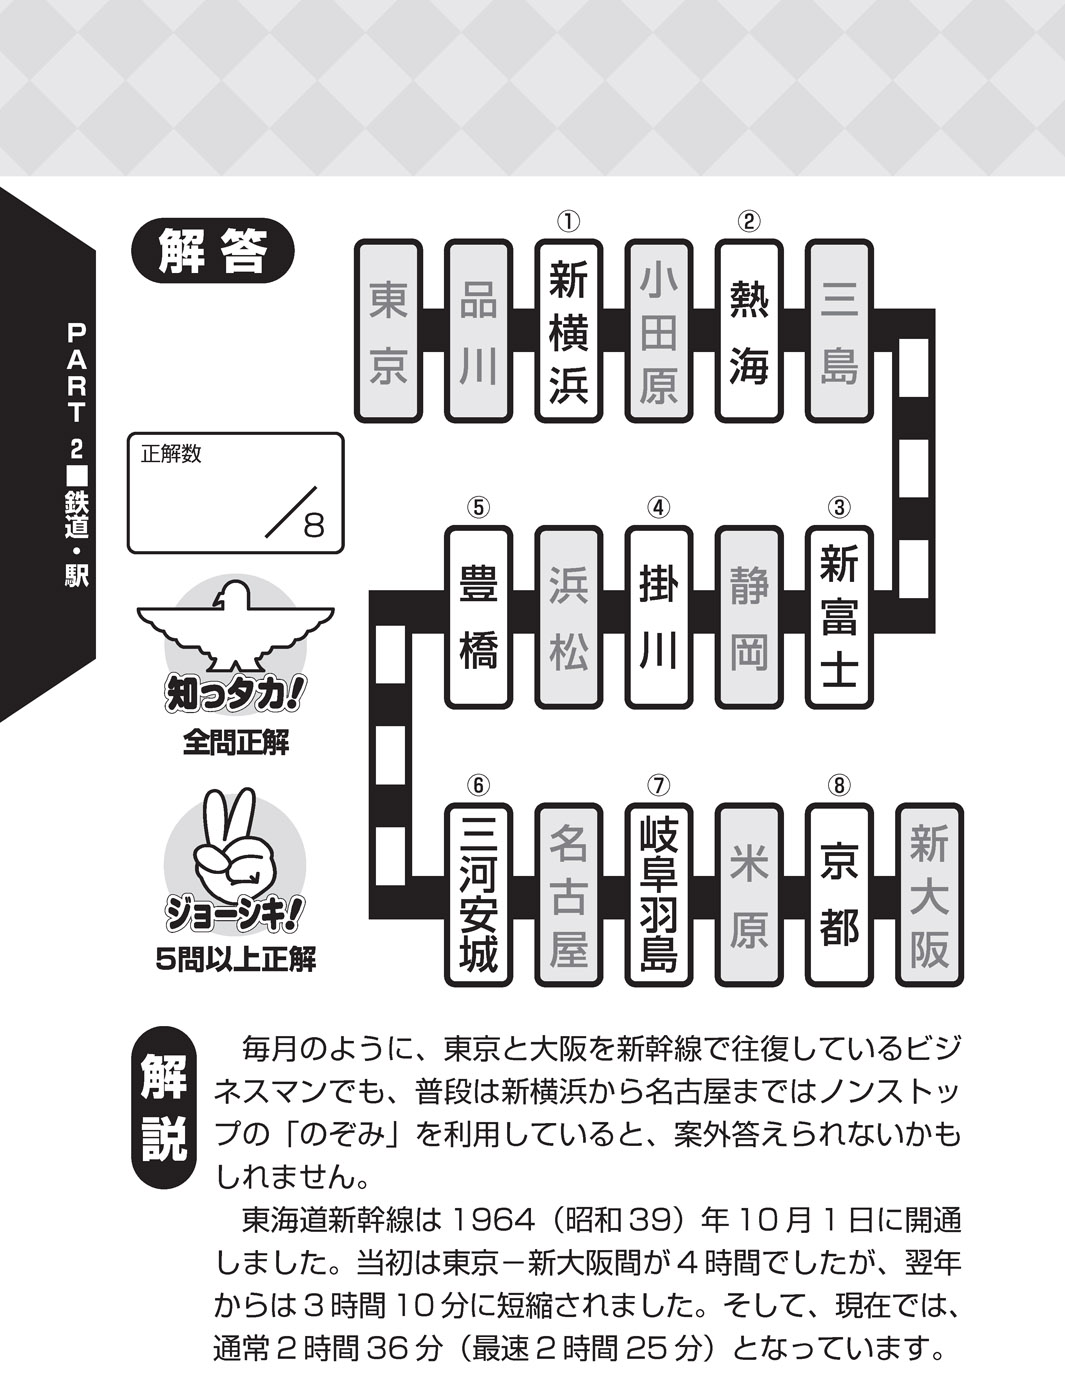 PART 2■鉄道・駅
解答
①
②
東京
品川
新横浜
小田原
熱海
三島
正解数
／8
⑤
④
③
豊橋
浜松
掛川
静岡
新富士
知っタカ！
全問正解
⑥
⑦
⑧
三河安城
名古屋
岐阜羽島
米原
京都
新大阪
ジョーシキ！
5問以上正解
解説
　毎月のように、東京と大阪を新幹線で往復しているビジ
ネスマンでも、普段は新横浜から名古屋まではノンストッ
プの「のぞみ」を利用していると、案外答えられないかも
しれません。
　東海道新幹線は1964（昭和39）年10月1日に開通
しました。当初は東京－新大阪間が4時間でしたが、翌年
からは3時間10分に短縮されました。そして、現在では、
通常2時間36分（最速2時間25分）となっています。